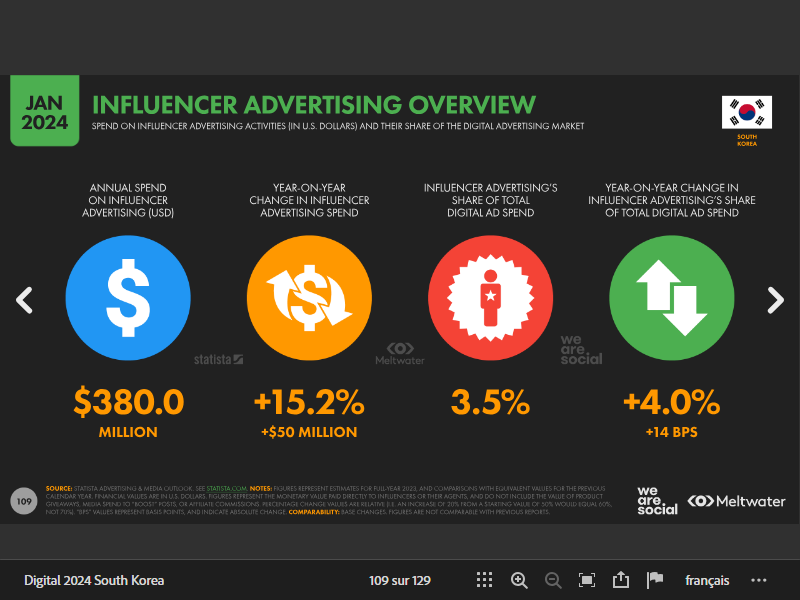 JAN
2024
INFLUENCER ADVERTISING OVERVIEW
SPEND ON INFLUENCER ADVERTISING ACTIVITIES (IN U.S. DOLLARS) AND THEIR SHARE OF THE DIGITAL ADVERTISING MARKET
SOUTH
KOREA
ANNUAL SPEND
ON INFLUENCER
ADVERTISING (USD)
YEAR-ON-YEAR
CHANGE IN INFLUENCER
ADVERTISING SPEND
INFLUENCER ADVERTISING'S
SHARE OF TOTAL
DIGITAL AD SPEND
YEAR-ON-YEAR CHANGE IN
INFLUENCER ADVERTISING'S SHARE
OF TOTAL DIGITAL AD SPEND
$
$
statista
Meltwater
we
are.
social
$380.0
MILLION
+15.2%
+$50 MILLION
3.5%
+4.0%
+14 BPS
109
SOURCE: STATISTA ADVERTISING & MEDIA OUTLOOK. SEE STATISTA.COM. NOTES: FIGURES REPRESENT ESTIMATES FOR FULL-YEAR 2023, AND COMPARISONS WITH EQUIVALENT VALUES FOR THE PREVIOUS
CALENDAR YEAR. FINANCIAL VALUES ARE IN U.S. DOLLARS. FIGURES REPRESENT THE MONETARY VALUE PAID DIRECTLY TO INFLUENCERS OR THEIR AGENTS, AND DO NOT INCLUDE THE VALUE OF PRODUCT
GIVEAWAYS, MEDIA SPEND TO "BOOST" POSTS, OR AFFILIATE COMMISSIONS. PERCENTAGE CHANGE VALUES ARE RELATIVE (I.E. AN INCREASE OF 20% FROM A STARTING VALUE OF 50% WOULD EQUAL 60%,
NOT 70%). "BPS" VALUES REPRESENT BASIS POINTS, AND INDICATE ABSOLUTE CHANGE. COMPARABILITY: BASE CHANGES. FIGURES ARE NOT COMPARABLE WITH PREVIOUS REPORTS.
we
are.
social
Meltwater
Digital 2024 South Korea
109 sur 129
français